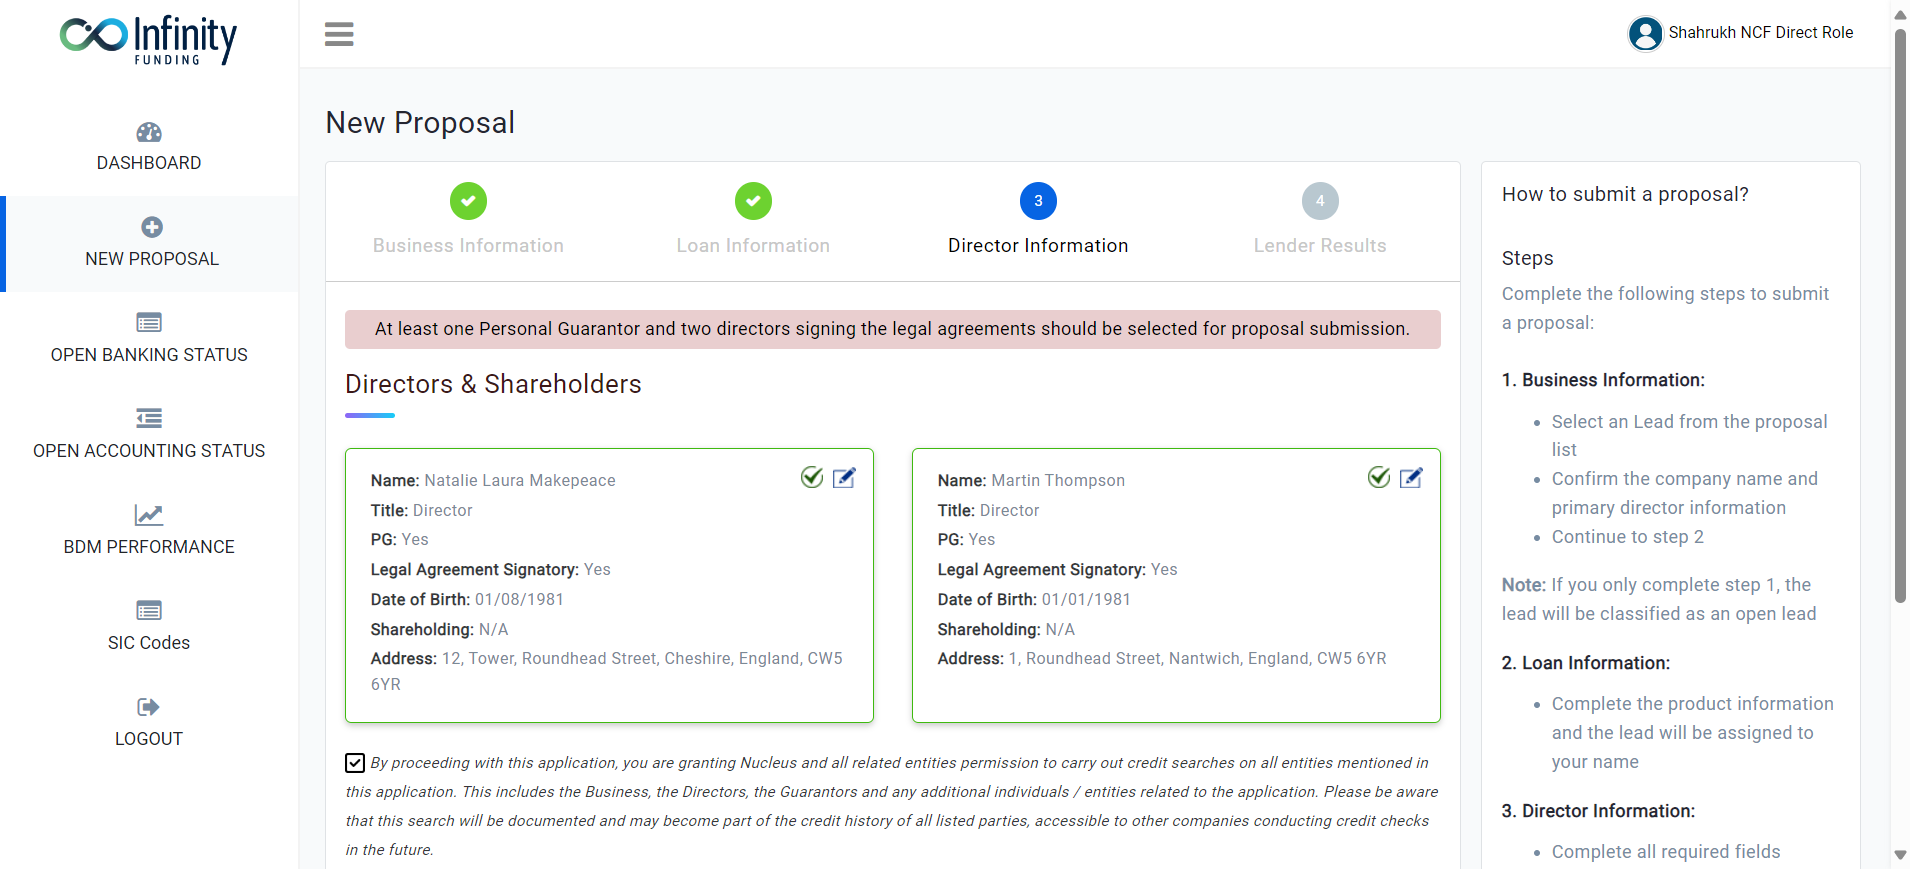 Infinity
FUNDING
Shahrukh NCF Direct Role
DASHBOARD
NEW PROPOSAL
OPEN BANKING STATUS
OPEN ACCOUNTING STATUS
BDM PERFORMANCE
SIC Codes
LOGOUT
New Proposal
Business Information
Loan Information
3
Director Information
4
Lender Results
At least one Personal Guarantor and two directors signing the legal agreements should be selected for proposal submission.
Directors & Shareholders
Name: Natalie Laura Makepeace
Title: Director
PG: Yes
Legal Agreement Signatory: Yes
Date of Birth: 01/08/1981
Shareholding: N/A
Address: 12, Tower, Roundhead Street, Cheshire, England, CW5
6YR
Name: Martin Thompson
Title: Director
PG: Yes
Legal Agreement Signatory: Yes
Date of Birth: 01/01/1981
Shareholding: N/A
Address: 1, Roundhead Street, Nantwich, England, CW5 6YR
By proceeding with this application, you are granting Nucleus and all related entities permission to carry out credit searches on all entities mentioned in
this application. This includes the Business, the Directors, the Guarantors and any additional individuals / entities related to the application. Please be aware
that this search will be documented and may become part of the credit history of all listed parties, accessible to other companies conducting credit checks
in the future.
How to submit a proposal?
Steps
Complete the following steps to submit
a proposal:
1. Business Information:
• Select an Lead from the proposal
list
• Confirm the company name and
primary director information
• Continue to step 2
Note: If you only complete step 1, the
lead will be classified as an open lead
2. Loan Information:
• Complete the product information
and the lead will be assigned to
your name
3. Director Information:
• Complete all required fields